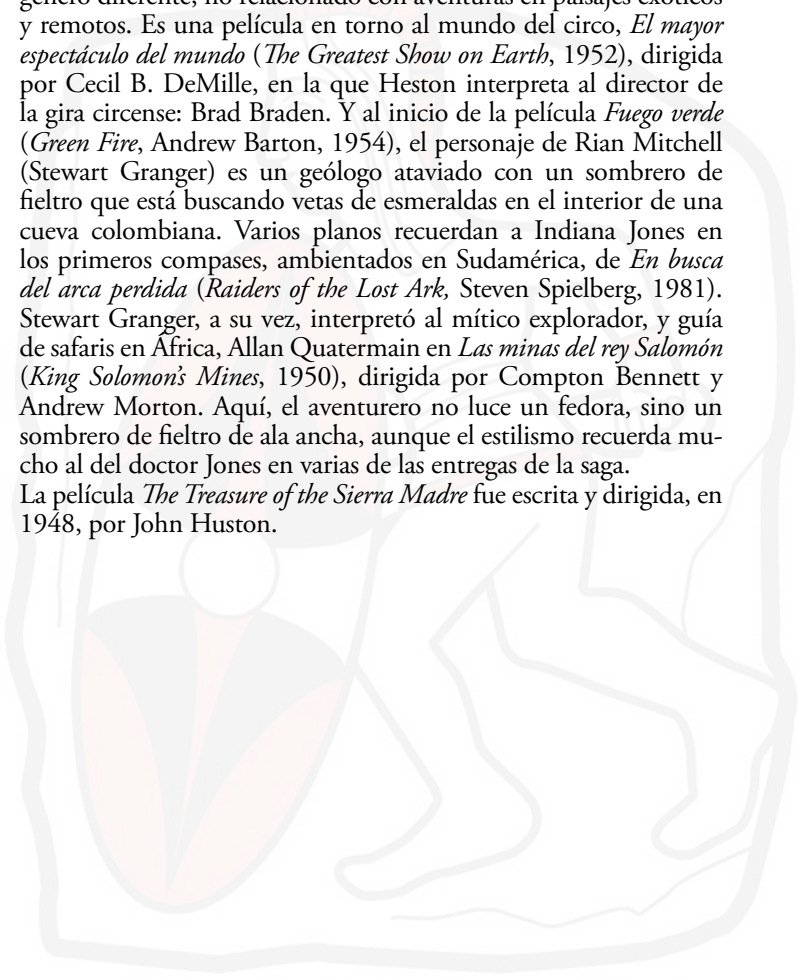 género diferente, no relacionado con aventuras en paisajes exóticos
y remotos. Es una película en torno al mundo del circo, El mayor
espectáculo del mundo (The Greatest Show on Earth, 1952), dirigida
por Cecil B. DeMille, en la que Heston interpreta al director de
la gira circense: Brad Braden. Y al inicio de la película Fuego verde
(Green Fire, Andrew Barton, 1954), el personaje de Rian Mitchell
(Stewart Granger) es un geólogo ataviado con un sombrero de
fieltro que está buscando vetas de esmeraldas en el interior de una
cueva colombiana. Varios planos recuerdan a Indiana Jones en
los primeros compases, ambientados en Sudamérica, de En busca
del arca perdida (Raiders of the Lost Ark, Steven Spielberg, 1981).
Stewart Granger, a su vez, interpretó al mítico explorador, y guía
de safaris en África, Allan Quatermain en Las minas del rey Salomón
(King Solomon's Mines, 1950), dirigida por Compton Bennett y
Andrew Morton. Aquí, el aventurero no luce un fedora, sino un
sombrero de fieltro de ala ancha, aunque el estilismo recuerda mu-
cho al del doctor Jones en varias de las entregas de la saga.
La película The Treasure of the Sierra Madre fue escrita y dirigida, en
1948, por John Huston.